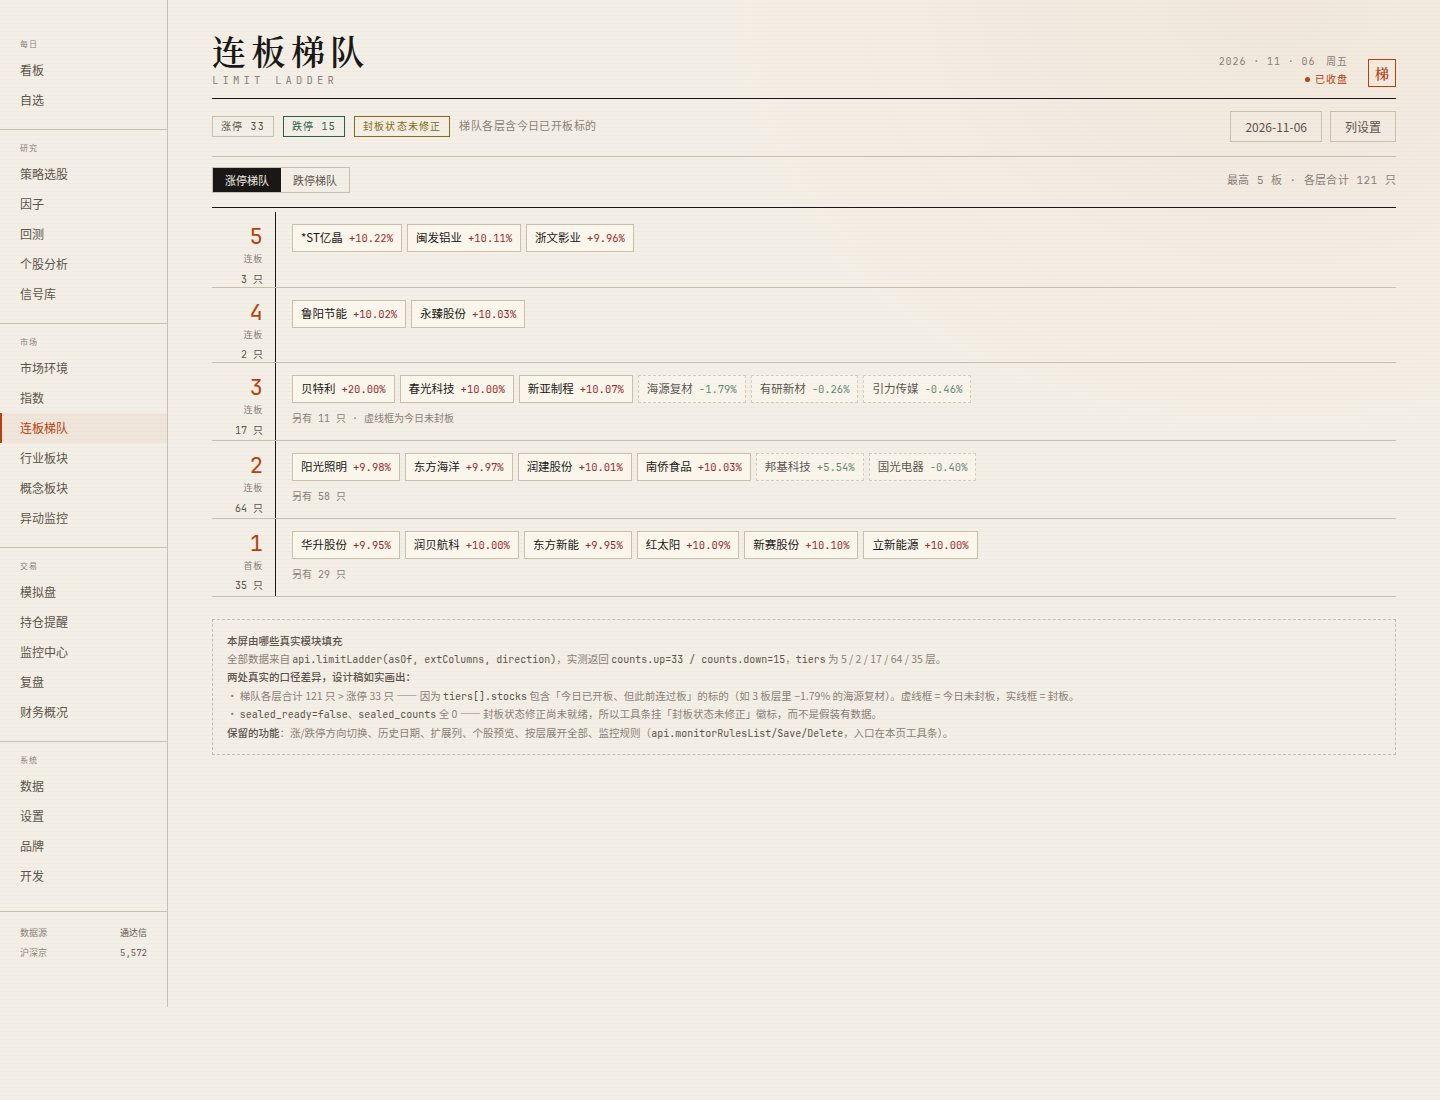 每日
看板
自选
研究
策略选股
因子
回测
个股分析
信号库
市场
市场环境
指数
连板梯队
行业板块
概念板块
异动监控
交易
模拟盘
持仓提醒
监控中心
复盘
财务概况
系统
数据
设置
品牌
开发
数据源 通达信
沪深京 5,572
连板梯队
LIMIT LADDER
2026 · 11 · 06 周五
已收盘
梯
涨停 33 跌停 15 封板状态未修正 梯队各层含今日已开板标的 2026-11-06 列设置
涨停梯队 跌停梯队 最高 5 板 · 各层合计 121 只
5
连板
3 只
*ST亿晶 +10.22% 闽发铝业 +10.11% 浙文影业 +9.96%
4
连板
2 只
鲁阳节能 +10.02% 永臻股份 +10.03%
3
连板
17 只
贝特利 +20.00% 春光科技 +10.00% 新亚制程 +10.07% 海源复材 -1.79% 有研新材 -0.26% 引力传媒 -0.46%
另有 11 只 · 虚线框为今日未封板
2
连板
64 只
阳光照明 +9.98% 东方海洋 +9.97% 润建股份 +10.01% 南侨食品 +10.03% 邦基科技 +5.54% 国光电器 -0.40%
另有 58 只
1
首板
35 只
华升股份 +9.95% 润贝航科 +10.00% 东方新能 +9.95% 红太阳 +10.09% 新赛股份 +10.10% 立新能源 +10.00%
另有 29 只
本屏由哪些真实模块填充
全部数据来自 api.limitLadder(asOf, extColumns, direction)，实测返回 counts.up=33 / counts.down=15，tiers 为 5 / 2 / 17 / 64 / 35 层。
两处真实的口径差异，设计稿如实画出：
· 梯队各层合计 121 只 > 涨停 33 只 —— 因为 tiers[].stocks 包含「今日已开板、但此前连过板」的标的（如 3 板层里 −1.79% 的海源复材）。虚线框 = 今日未封板，实线框 = 封板。
· sealed_ready=false、sealed_counts 全 0 —— 封板状态修正尚未就绪，所以工具条挂「封板状态未修正」徽标，而不是假装有数据。
保留的功能：涨/跌停方向切换、历史日期、扩展列、个股预览、按层展开全部、监控规则（api.monitorRulesList/Save/Delete，入口在本页工具条）。